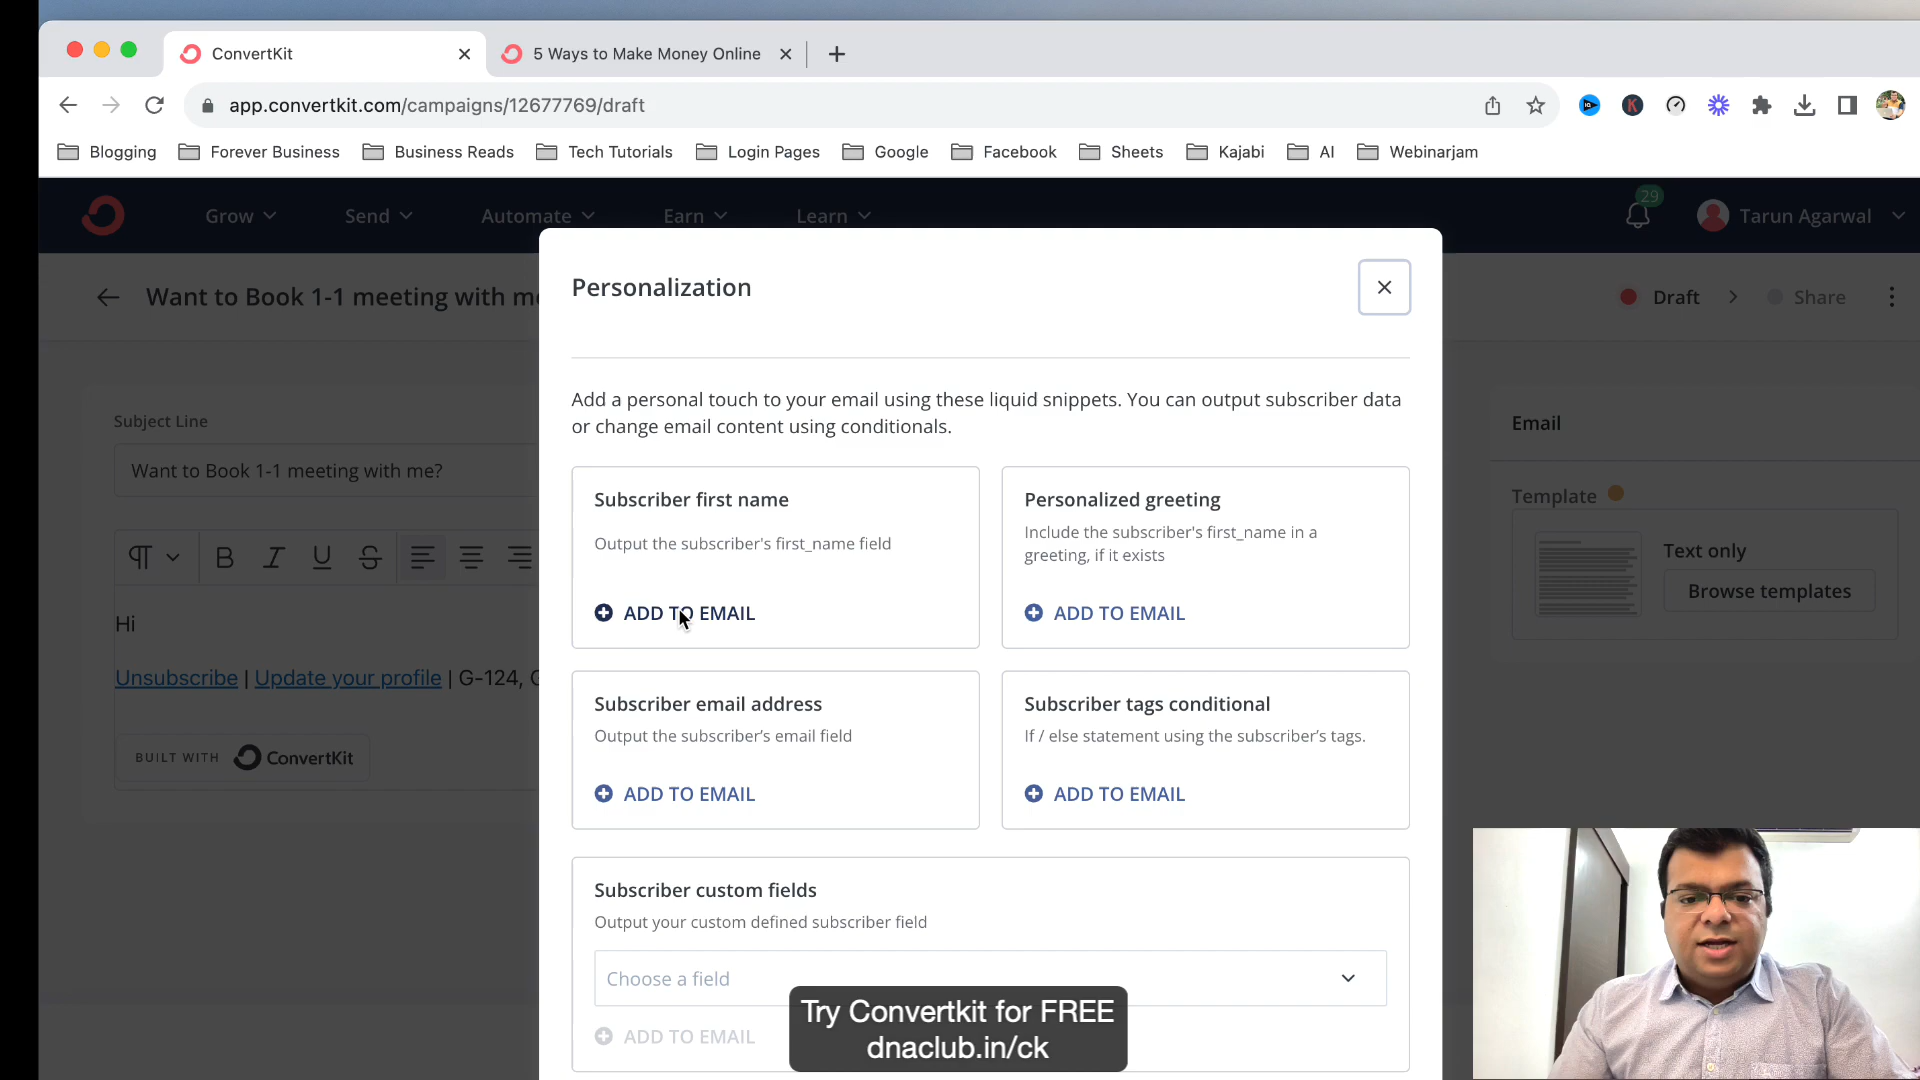 ConvertKit
5 Ways to Make Money Online
app.convertkit.com/campaigns/12677769/draft
Blogging
Forever Business
Business Reads
Tech Tutorials
Login Pages
Google
Facebook
Sheets
Kajabi
AI
Webinarjam
Grow
Send
Automate
Earn
Learn
29
Tarun Agarwal
Want to Book 1-1 meeting with me
Draft
Share
Personalization
Add a personal touch to your email using these liquid snippets. You can output subscriber data
or change email content using conditionals.
Subject Line
Want to Book 1-1 meeting with me?
Hi
Unsubscribe | Update your profile | G-124,
BUILT WITH ConvertKit
Subscriber first name
Output the subscriber's first_name field
ADD TO EMAIL
Personalized greeting
Include the subscriber's first_name in a
greeting, if it exists
ADD TO EMAIL
Subscriber email address
Output the subscriber's email field
ADD TO EMAIL
Subscriber tags conditional
If / else statement using the subscriber's tags.
ADD TO EMAIL
Subscriber custom fields
Output your custom defined subscriber field
Choose a field
ADD TO EMAIL
Email
Template
Text only
Browse templates
Try Convertkit for FREE
dnaclub.in/ck